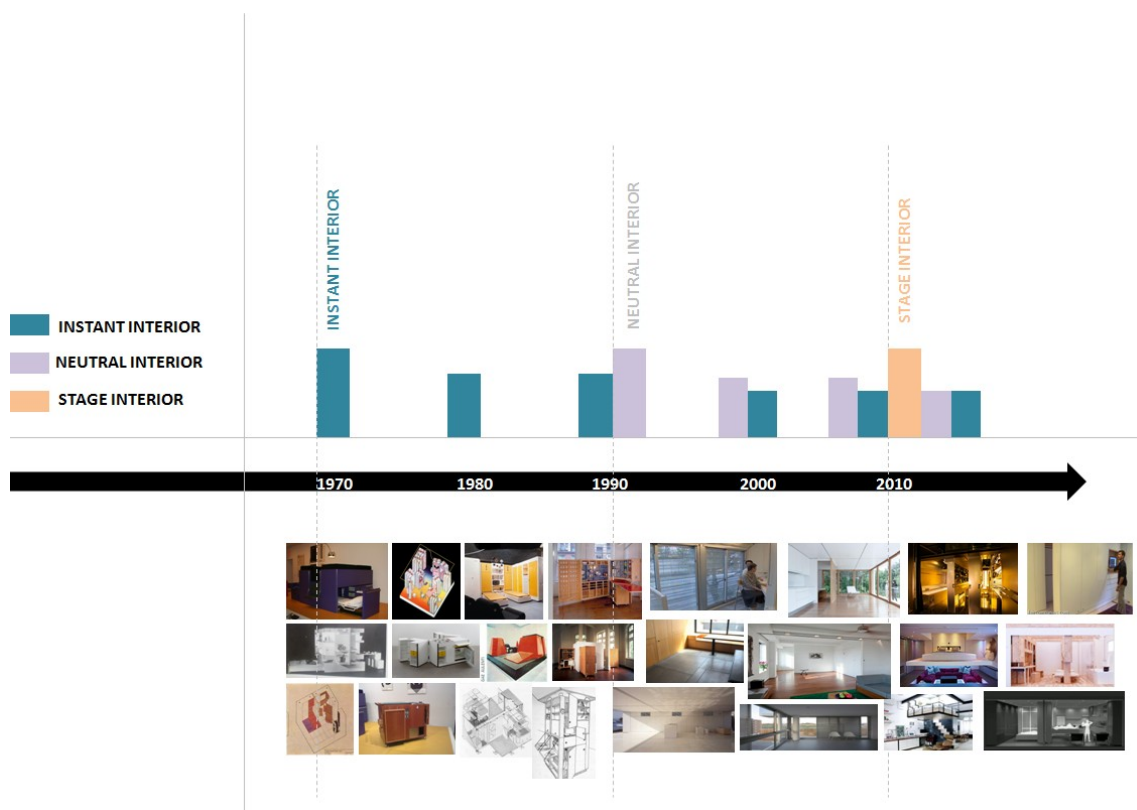 INSTANT INTERIOR
NEUTRAL INTERIOR
STAGE INTERIOR
INSTANT INTERIOR
NEUTRAL INTERIOR
STAGE INTERIOR
1970
1980
1990
2000
2010